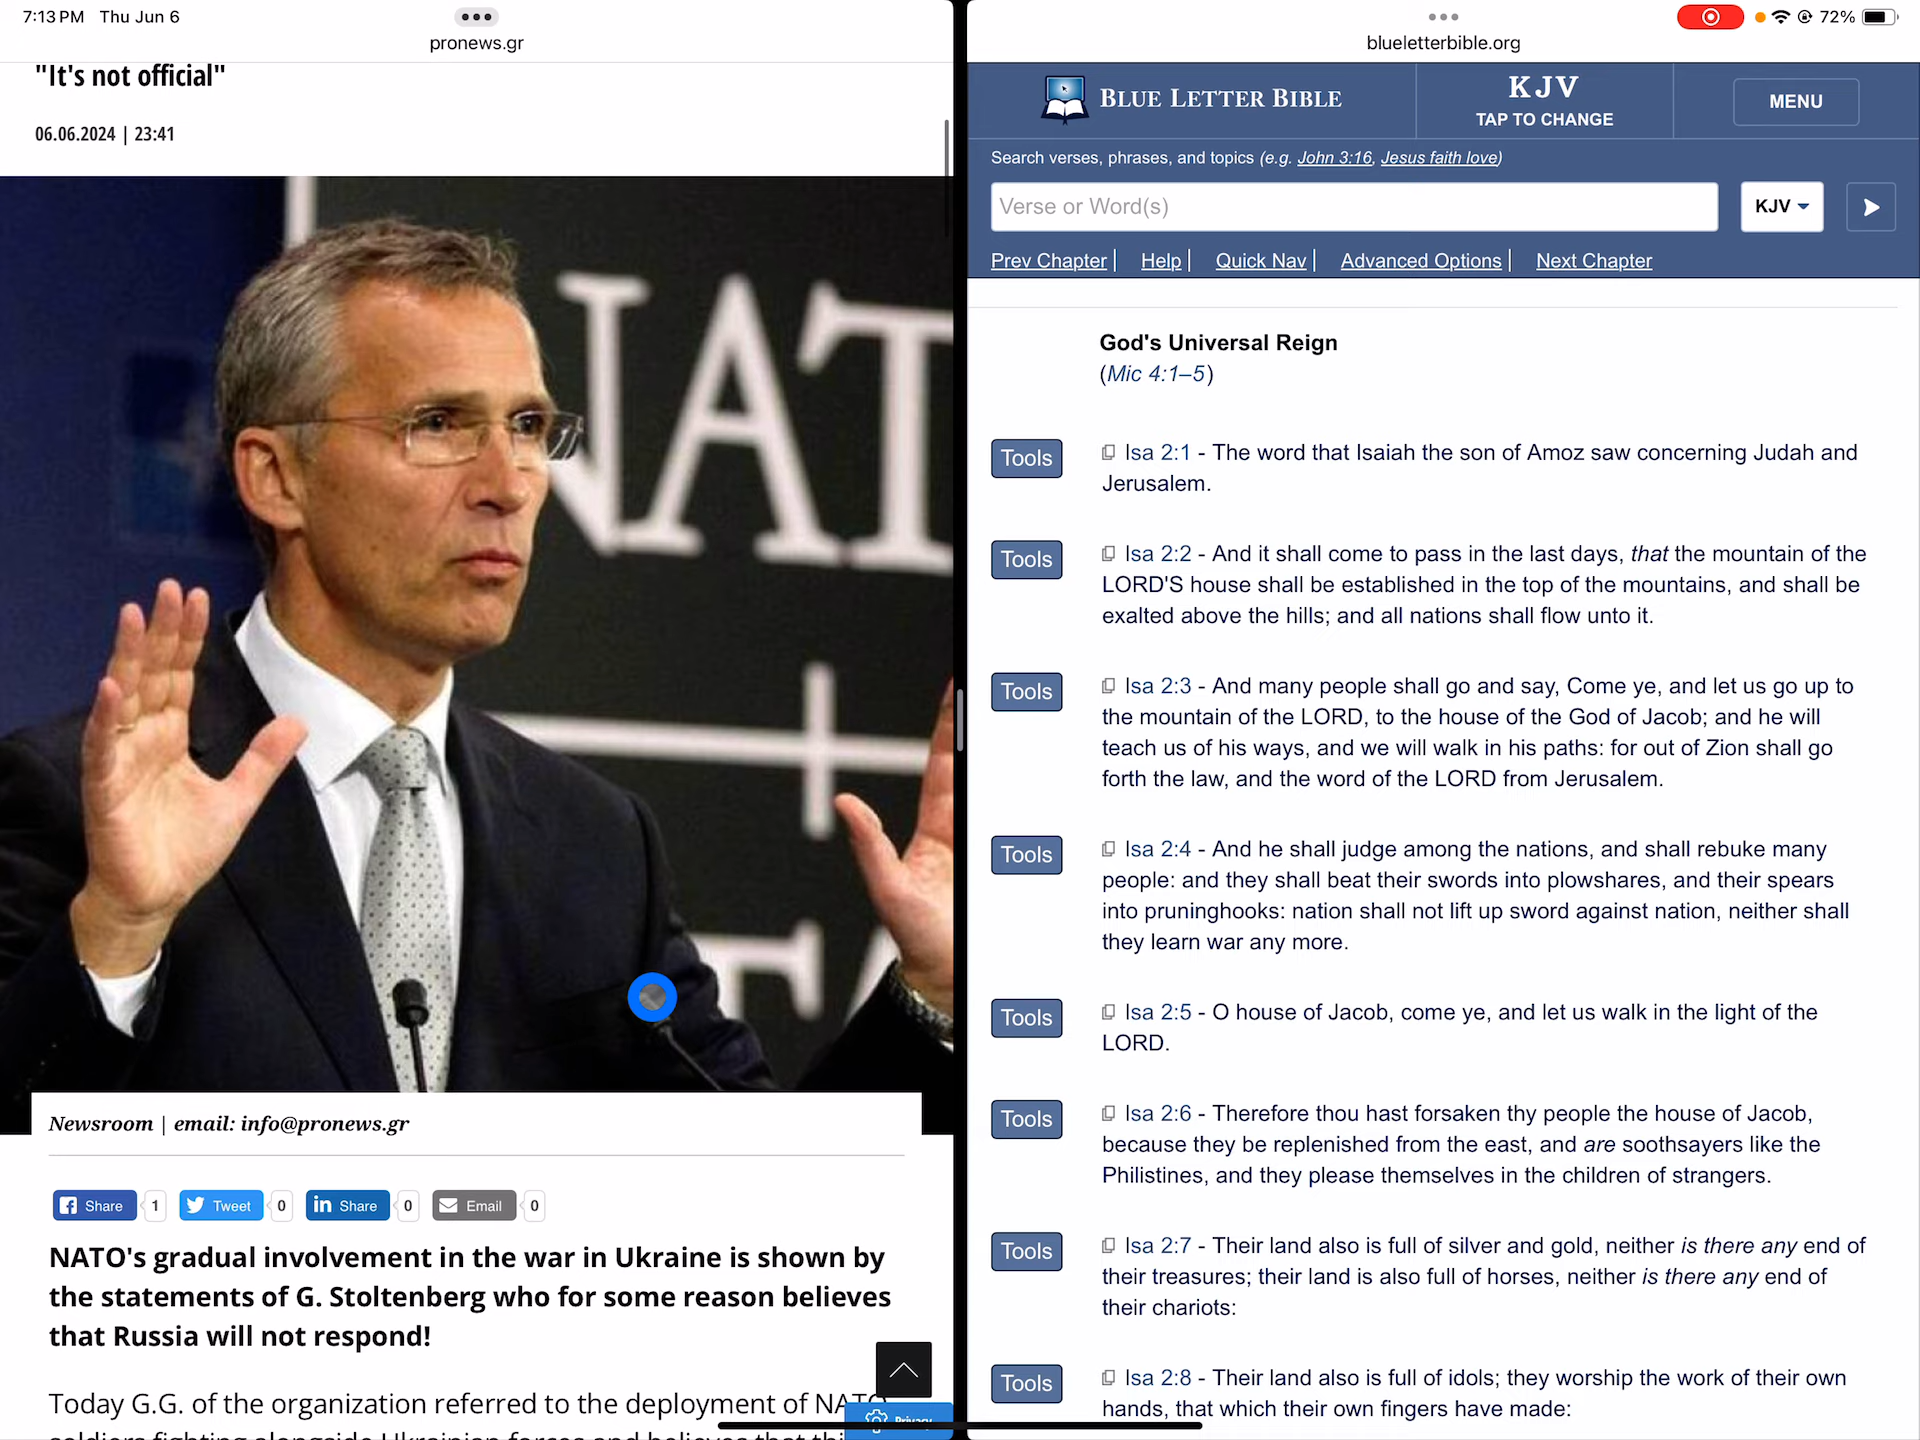 7:13 PM Thu Jun 6
pronews.gr
"It's not official"
06.06.2024 | 23:41
NAT
Newsroom | email: info@pronews.gr
Share 1 Tweet 0 in Share 0 Email 0
NATO's gradual involvement in the war in Ukraine is shown by
the statements of G. Stoltenberg who for some reason believes
that Russia will not respond!
Today G.G. of the organization referred to the deployment of NATO
Privacy
72%
blueletterbible.org
BLUE LETTER BIBLE
KJV
TAP TO CHANGE
MENU
Search verses, phrases, and topics (e.g. John 3:16, Jesus faith love)
Verse or Word(s)
KJV
Prev Chapter | Help | Quick Nav | Advanced Options | Next Chapter
God's Universal Reign
(Mic 4:1–5)
Tools Isa 2:1 - The word that Isaiah the son of Amoz saw concerning Judah and
Jerusalem.
Tools Isa 2:2 - And it shall come to pass in the last days, that the mountain of the
LORD'S house shall be established in the top of the mountains, and shall be
exalted above the hills; and all nations shall flow unto it.
Tools Isa 2:3 - And many people shall go and say, Come ye, and let us go up to
the mountain of the LORD, to the house of the God of Jacob; and he will
teach us of his ways, and we will walk in his paths: for out of Zion shall go
forth the law, and the word of the LORD from Jerusalem.
Tools Isa 2:4 - And he shall judge among the nations, and shall rebuke many
people: and they shall beat their swords into plowshares, and their spears
into pruninghooks: nation shall not lift up sword against nation, neither shall
they learn war any more.
Tools Isa 2:5 - O house of Jacob, come ye, and let us walk in the light of the
LORD.
Tools Isa 2:6 - Therefore thou hast forsaken thy people the house of Jacob,
because they be replenished from the east, and are soothsayers like the
Philistines, and they please themselves in the children of strangers.
Tools Isa 2:7 - Their land also is full of silver and gold, neither is there any end of
their treasures; their land is also full of horses, neither is there any end of
their chariots:
Tools Isa 2:8 - Their land also is full of idols; they worship the work of their own
hands, that which their own fingers have made: